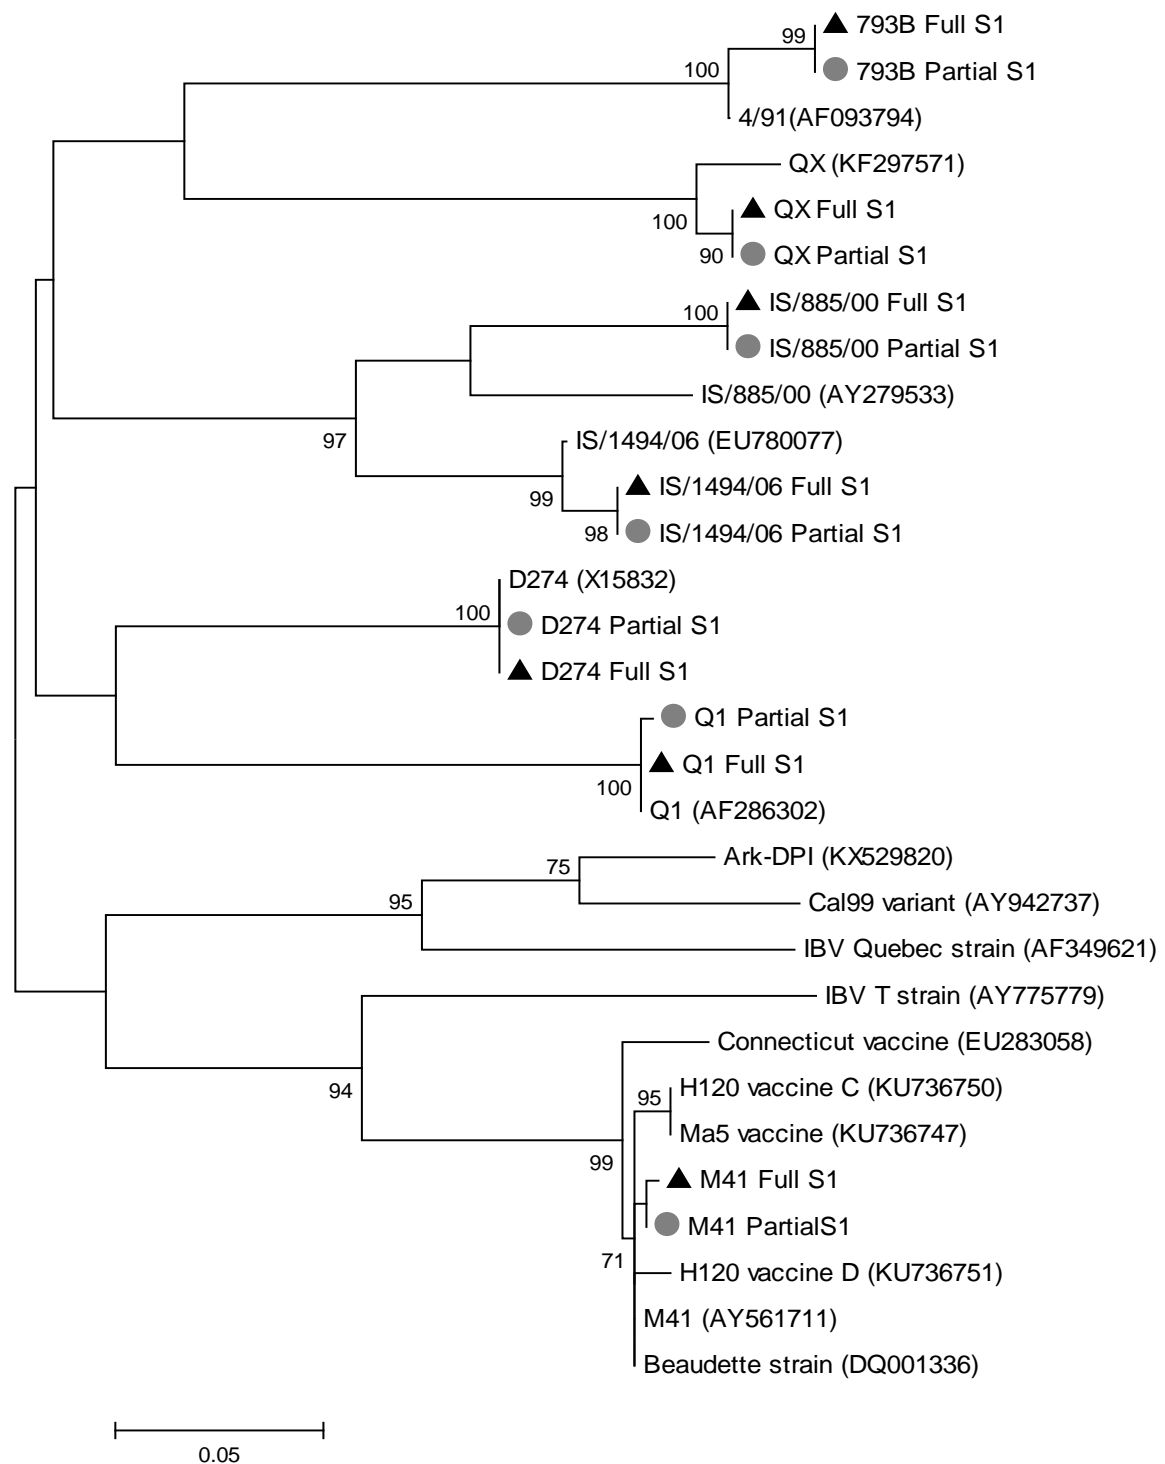 793B Full S1
99
793B Partial S1
100
4/91(AF093794)
QX (KF297571)
QX Full S1
100
QX Partial S1
90
IS/885/00 Full S1
100
IS/885/00 Partial S1
IS/885/00 (AY279533)
IS/1494/06 (EU780077)
97
IS/1494/06 Full S1
99
IS/1494/06 Partial S1
98
D274 (X15832)
100
D274 Partial S1
D274 Full S1
Q1 Partial S1
Q1 Full S1
100
Q1 (AF286302)
Ark-DPI (KX529820)
75
95
Cal99 variant (AY942737)
IBV Quebec strain (AF349621)
IBV T strain (AY775779)
Connecticut vaccine (EU283058)
94
H120 vaccine C (KU736750)
95
Ma5 vaccine (KU736747)
99
M41 Full S1
M41 PartialS1
71
H120 vaccine D (KU736751)
M41 (AY561711)
Beaudette strain (DQ001336)
0.05